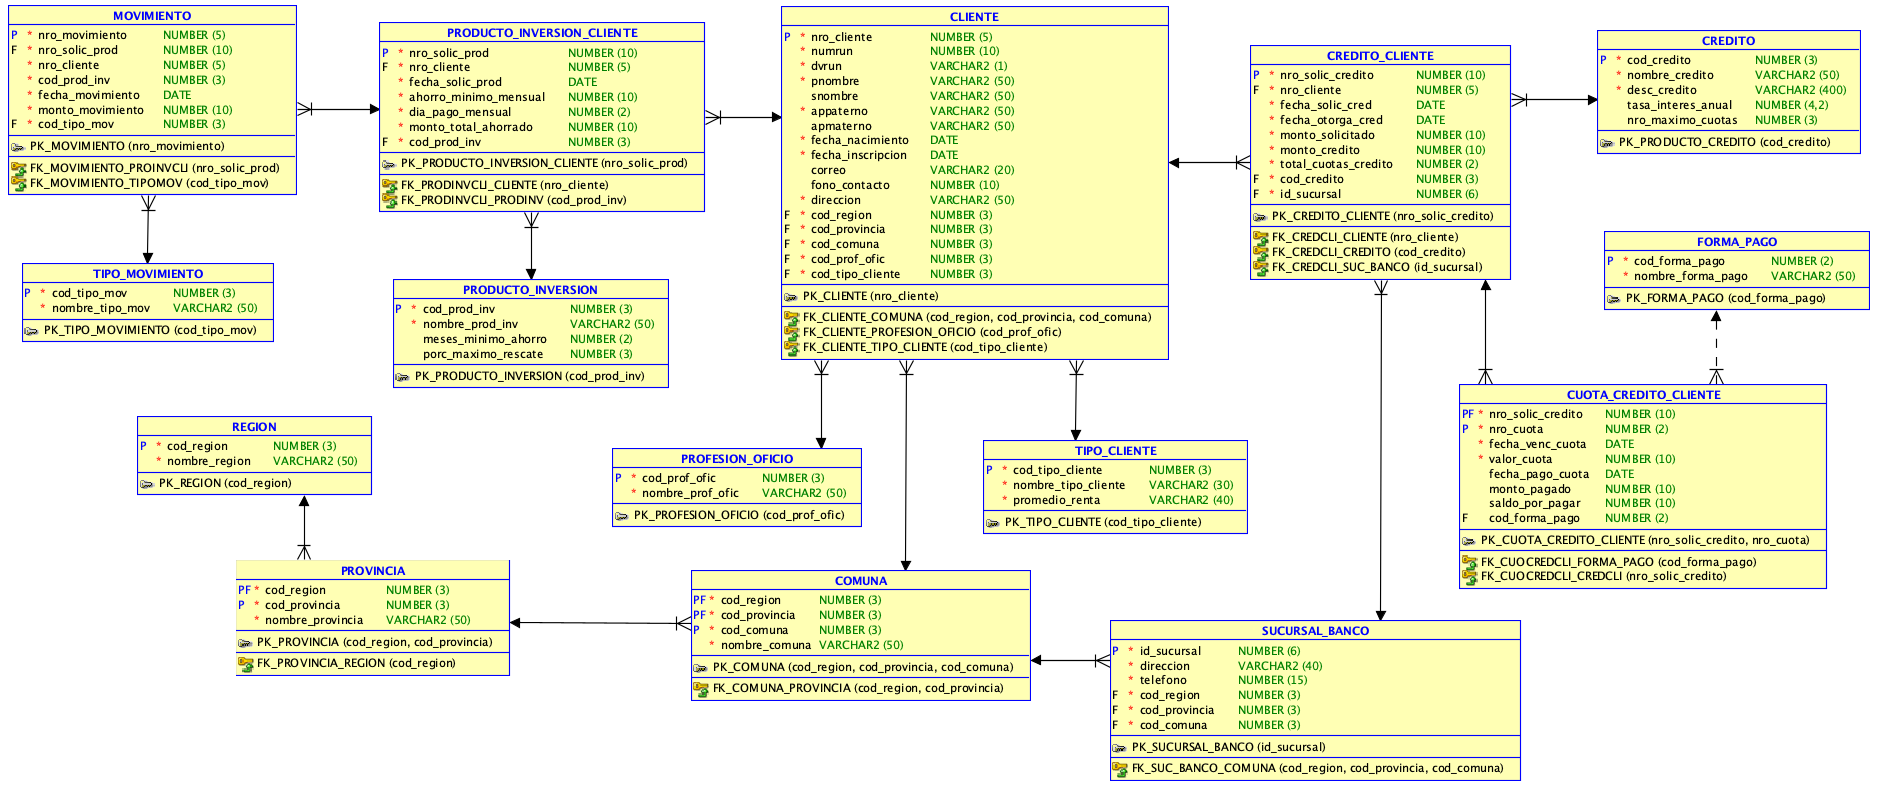 MOVIMIENTO
P * nro_movimiento NUMBER (5)
F * nro_solic_prod NUMBER (10)
* nro_cliente NUMBER (5)
* cod_prod_inv NUMBER (3)
* fecha_movimiento DATE
* monto_movimiento NUMBER (10)
F * cod_tipo_mov NUMBER (3)
PK_MOVIMIENTO (nro_movimiento)
FK_MOVIMIENTO_PROINVCLI (nro_solic_prod)
FK_MOVIMIENTO_TIPOMOV (cod_tipo_mov)
PRODUCTO_INVERSION_CLIENTE
P * nro_solic_prod NUMBER (10)
F * nro_cliente NUMBER (5)
* fecha_solic_prod DATE
* ahorro_minimo_mensual NUMBER (10)
* dia_pago_mensual NUMBER (2)
* monto_total_ahorrado NUMBER (10)
F * cod_prod_inv NUMBER (3)
PK_PRODUCTO_INVERSION_CLIENTE (nro_solic_prod)
FK_PRODINVCLI_CLIENTE (nro_cliente)
FK_PRODINVCLI_PRODINV (cod_prod_inv)
CLIENTE
P * nro_cliente NUMBER (5)
* numrun NUMBER (10)
* dvrun VARCHAR2 (1)
* pnombre VARCHAR2 (50)
snombre VARCHAR2 (50)
* appaterno VARCHAR2 (50)
apmaterno VARCHAR2 (50)
* fecha_nacimiento DATE
* fecha_inscripcion DATE
correo VARCHAR2 (20)
fono_contacto NUMBER (10)
* direccion VARCHAR2 (50)
F * cod_region NUMBER (3)
F * cod_provincia NUMBER (3)
F * cod_comuna NUMBER (3)
F * cod_prof_ofic NUMBER (3)
F * cod_tipo_cliente NUMBER (3)
PK_CLIENTE (nro_cliente)
FK_CLIENTE_COMUNA (cod_region, cod_provincia, cod_comuna)
FK_CLIENTE_PROFESION_OFICIO (cod_prof_ofic)
FK_CLIENTE_TIPO_CLIENTE (cod_tipo_cliente)
CREDITO_CLIENTE
P * nro_solic_credito NUMBER (10)
F * nro_cliente NUMBER (5)
* fecha_solic_cred DATE
* fecha_otorga_cred DATE
* monto_solicitado NUMBER (10)
* monto_credito NUMBER (10)
* total_cuotas_credito NUMBER (2)
F * cod_credito NUMBER (3)
F * id_sucursal NUMBER (6)
PK_CREDITO_CLIENTE (nro_solic_credito)
FK_CREDCLI_CLIENTE (nro_cliente)
FK_CREDCLI_CREDITO (cod_credito)
FK_CREDCLI_SUC_BANCO (id_sucursal)
CREDITO
P * cod_credito NUMBER (3)
* nombre_credito VARCHAR2 (50)
* desc_credito VARCHAR2 (400)
tasa_interes_anual NUMBER (4,2)
nro_maximo_cuotas NUMBER (3)
PK_PRODUCTO_CREDITO (cod_credito)
FORMA_PAGO
P * cod_forma_pago NUMBER (2)
* nombre_forma_pago VARCHAR2 (50)
PK_FORMA_PAGO (cod_forma_pago)
TIPO_MOVIMIENTO
P * cod_tipo_mov NUMBER (3)
* nombre_tipo_mov VARCHAR2 (50)
PK_TIPO_MOVIMIENTO (cod_tipo_mov)
PRODUCTO_INVERSION
P * cod_prod_inv NUMBER (3)
* nombre_prod_inv VARCHAR2 (50)
meses_minimo_ahorro NUMBER (2)
porc_maximo_rescate NUMBER (3)
PK_PRODUCTO_INVERSION (cod_prod_inv)
CUOTA_CREDITO_CLIENTE
PF * nro_solic_credito NUMBER (10)
P * nro_cuota NUMBER (2)
* fecha_venc_cuota DATE
* valor_cuota NUMBER (10)
fecha_pago_cuota DATE
monto_pagado NUMBER (10)
saldo_por_pagar NUMBER (10)
F cod_forma_pago NUMBER (2)
PK_CUOTA_CREDITO_CLIENTE (nro_solic_credito, nro_cuota)
FK_CUOCREDCLI_FORMA_PAGO (cod_forma_pago)
FK_CUOCREDCLI_CREDCLI (nro_solic_credito)
REGION
P * cod_region NUMBER (3)
* nombre_region VARCHAR2 (50)
PK_REGION (cod_region)
PROFESION_OFICIO
P * cod_prof_ofic NUMBER (3)
* nombre_prof_ofic VARCHAR2 (50)
PK_PROFESION_OFICIO (cod_prof_ofic)
TIPO_CLIENTE
P * cod_tipo_cliente NUMBER (3)
* nombre_tipo_cliente VARCHAR2 (30)
* promedio_renta VARCHAR2 (40)
PK_TIPO_CLIENTE (cod_tipo_cliente)
PROVINCIA
PF * cod_region NUMBER (3)
P * cod_provincia NUMBER (3)
* nombre_provincia VARCHAR2 (50)
PK_PROVINCIA (cod_region, cod_provincia)
FK_PROVINCIA_REGION (cod_region)
COMUNA
PF * cod_region NUMBER (3)
PF * cod_provincia NUMBER (3)
P * cod_comuna NUMBER (3)
* nombre_comuna VARCHAR2 (50)
PK_COMUNA (cod_region, cod_provincia, cod_comuna)
FK_COMUNA_PROVINCIA (cod_region, cod_provincia)
SUCURSAL_BANCO
P * id_sucursal NUMBER (6)
* direccion VARCHAR2 (40)
* telefono NUMBER (15)
F * cod_region NUMBER (3)
F * cod_provincia NUMBER (3)
F * cod_comuna NUMBER (3)
PK_SUCURSAL_BANCO (id_sucursal)
FK_SUC_BANCO_COMUNA (cod_region, cod_provincia, cod_comuna)